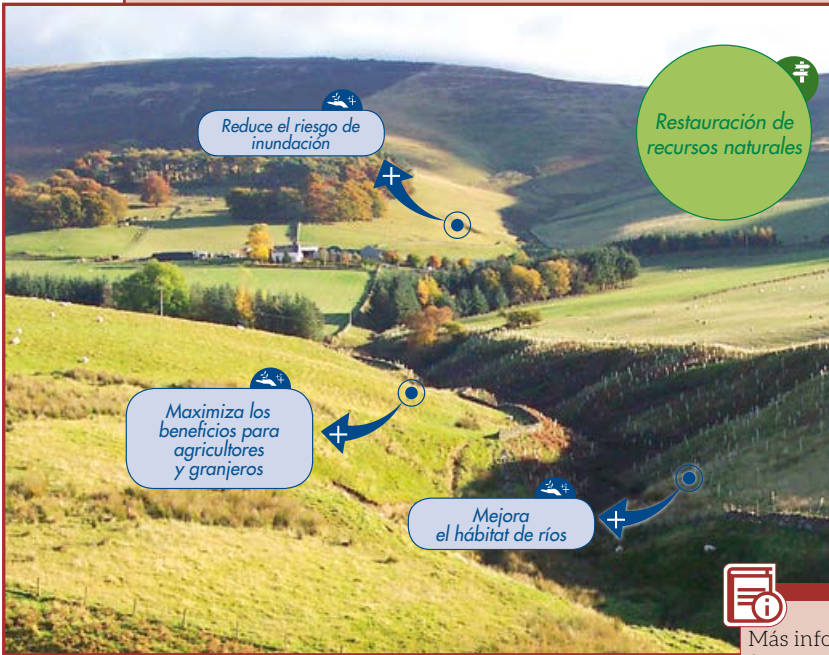 Reduce el riesgo de
inundación
Restauración de
recursos naturales
Maximiza los
beneficios para
agricultores
y granjeros
Mejora
el hábitat de ríos
Más info